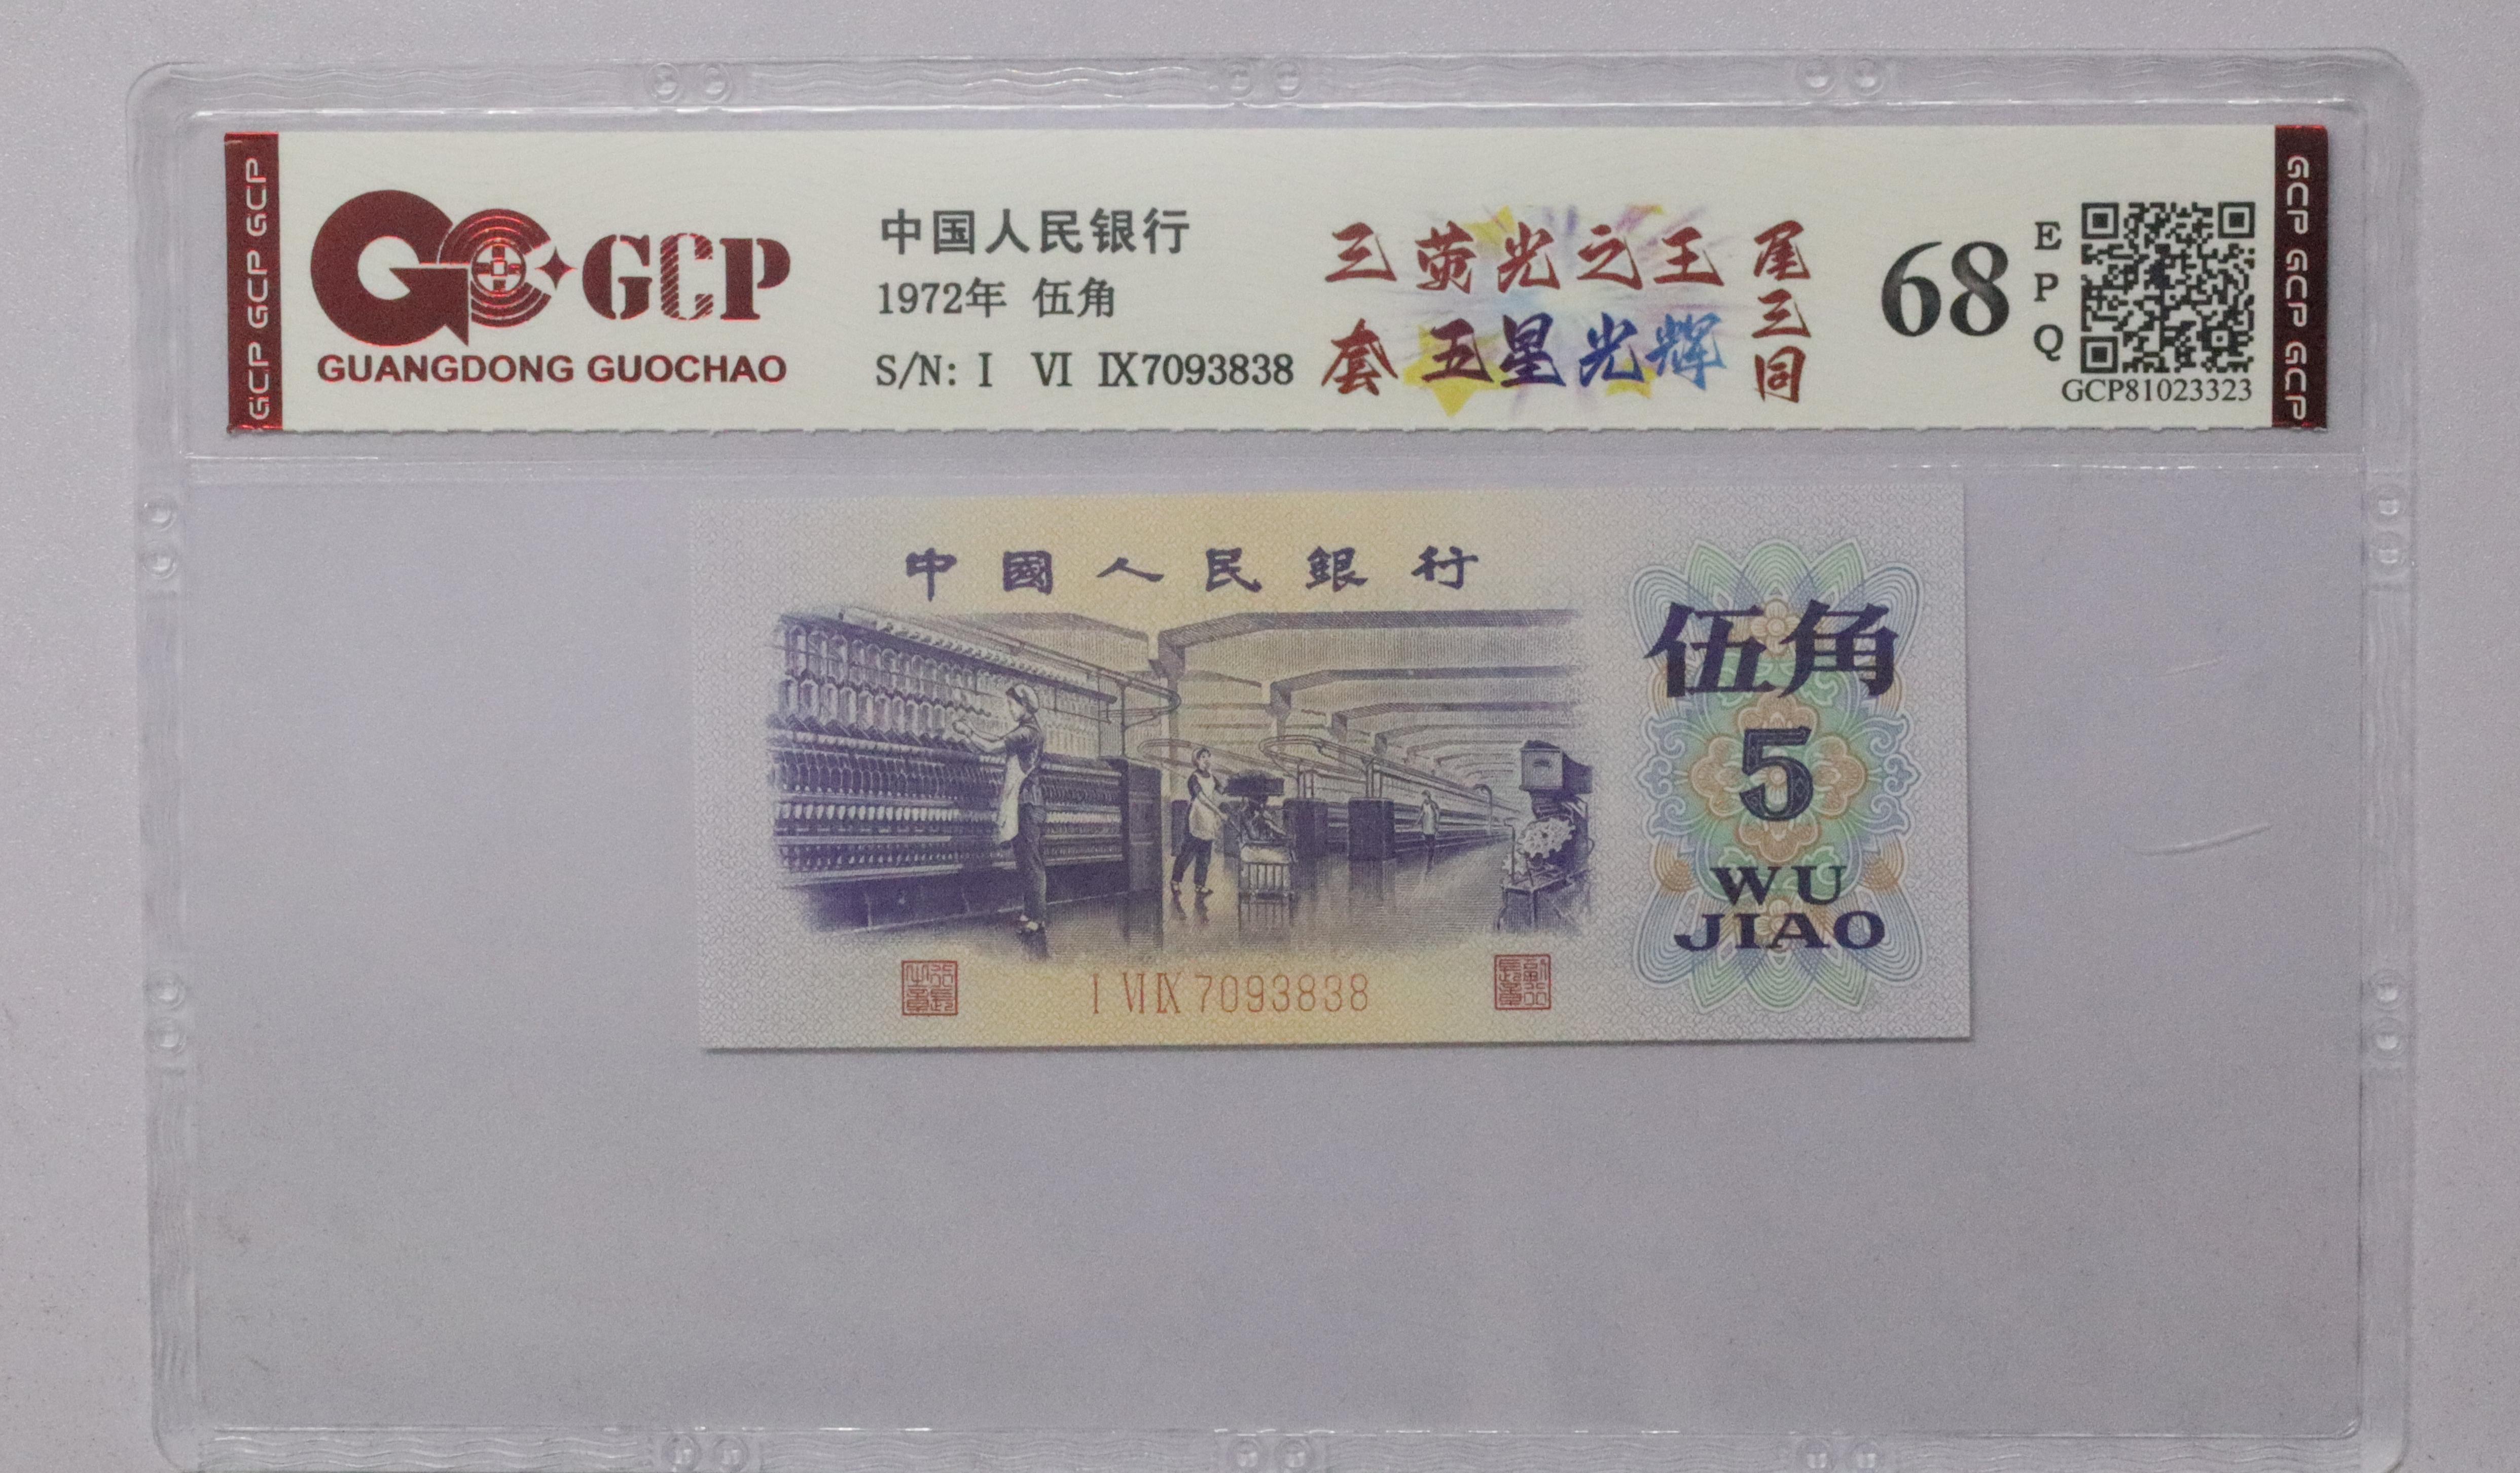 GCP GCP GCP
GCP
GUANGDONG GUOCHAO
中国人民银行
1972年 伍角
S/N: I VI IX7093838
三套
荧光之王
五星光辉
尾三同
68
EPQ
GCP81023323
GCP GCP GCP
中國人民銀行
伍角
5
WU
JIAO
I VI IX 7093838